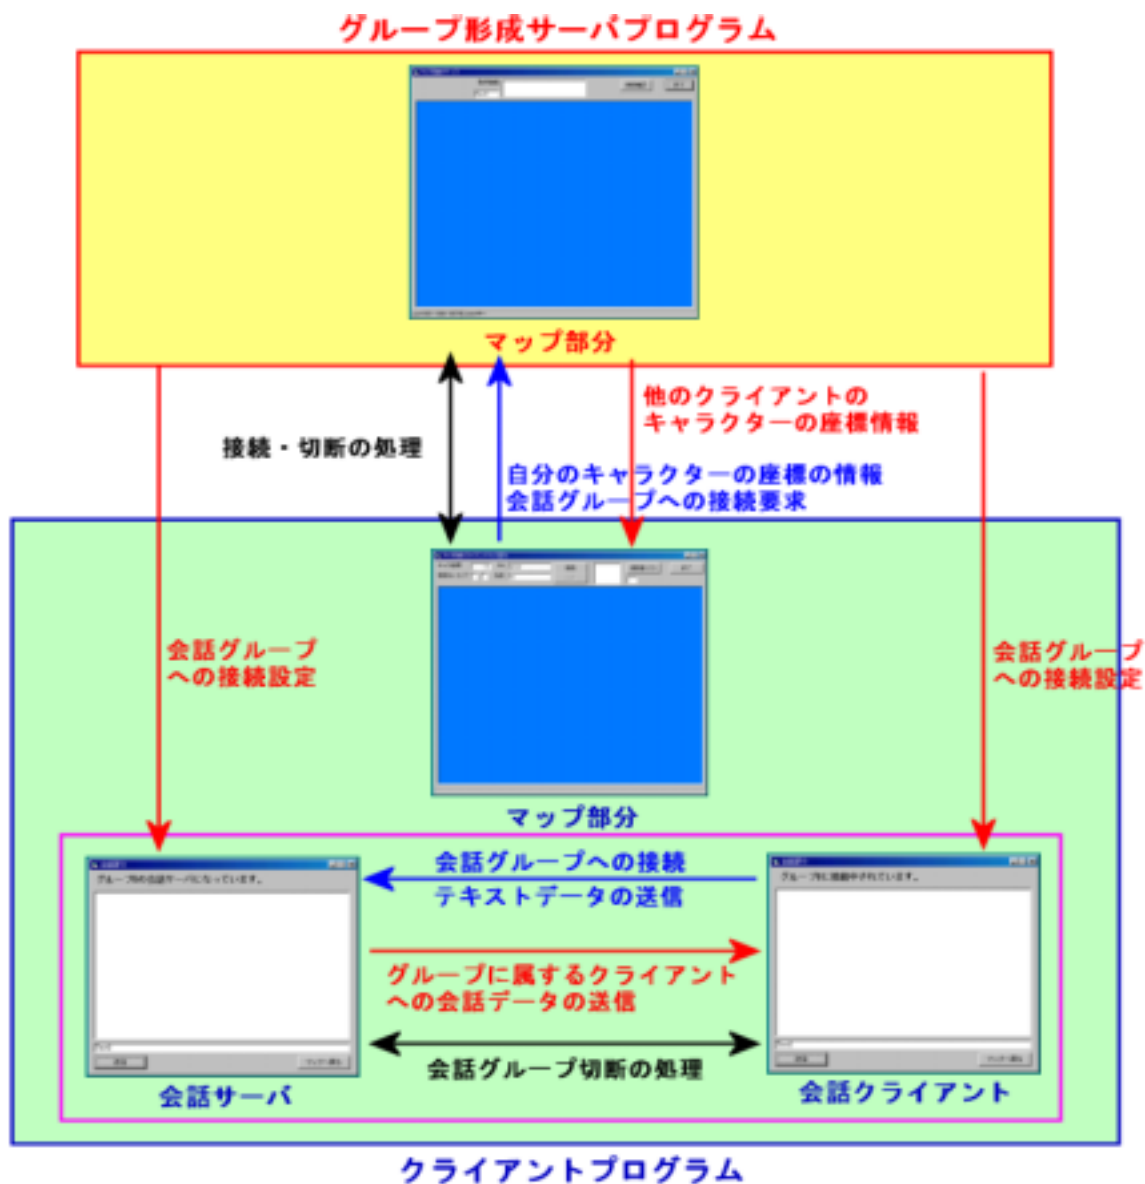 グループ形成サーバプログラム
マップ部分
他のクライアントの
キャラクターの座標情報
接続・切断の処理
自分のキャラクターの座標の情報
会話グループへの接続要求
会話グループ
への接続設定
会話グループ
への接続設定
マップ部分
会話グループへの接続
テキストデータの送信
グループに属するクライアント
への会話データの送信
会話グループ切断の処理
会話サーバ
会話クライアント
クライアントプログラム